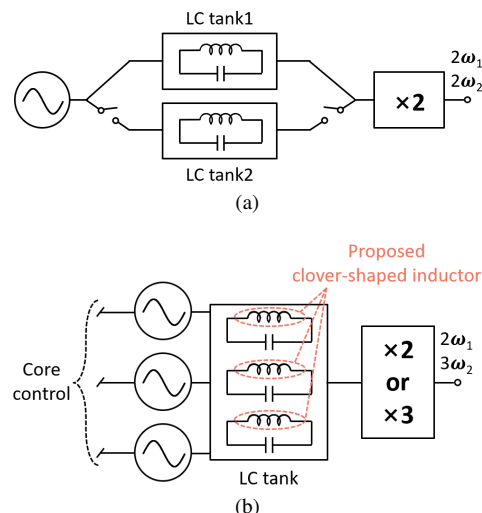 LC tank1
×2
2ω₁
2ω₂
LC tank2
(a)
Proposed
clover-shaped inductor
Core
control
×2
or
×3
2ω₁
3ω₂
LC tank
(b)